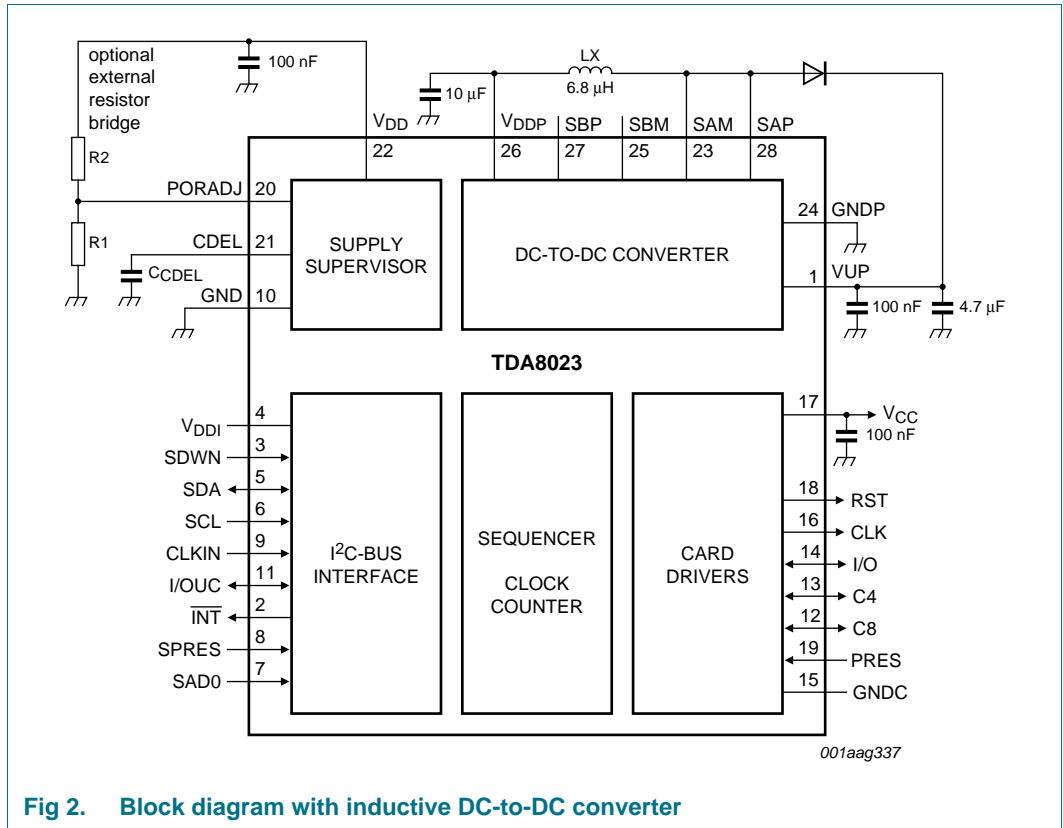 optional
external
resistor
bridge
100 nF
R2
R1
10 μF
LX
6.8 μH
VDD
22
VDDP
26
SBP
27
SBM
25
SAM
23
SAP
28
PORADJ 20
CDEL 21
CCDEL
GND 10
SUPPLY
SUPERVISOR
DC-TO-DC CONVERTER
24 GNDP
1 VUP
100 nF
4.7 μF
TDA8023
VDDI 4
SDWN 3
SDA 5
SCL 6
CLKIN 9
I/OUC 11
INT 2
SPRES 8
SAD0 7
I2C-BUS
INTERFACE
SEQUENCER
CLOCK
COUNTER
CARD
DRIVERS
17 VCC
100 nF
18 RST
16 CLK
14 I/O
13 C4
12 C8
19 PRES
15 GNDC
001aag337
Fig 2. Block diagram with inductive DC-to-DC converter